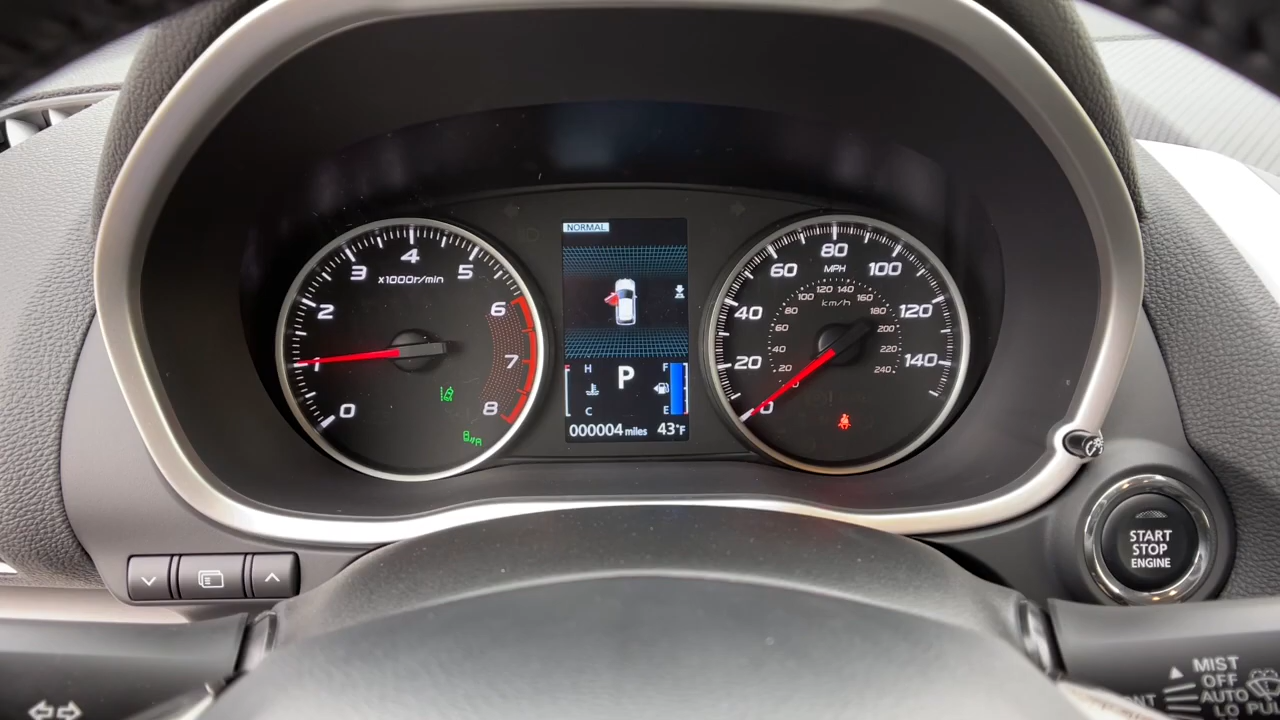 NORMAL
0
1
2
3
4
5
6
7
8
x1000r/min
H
C
P
F
E
000004 miles
43°F
0
20
40
60
80
100
120
140
MPH
km/h
0
20
40
60
80
100
120
140
160
180
200
220
240
START
STOP
ENGINE
MIST
OFF
AUTO
LO